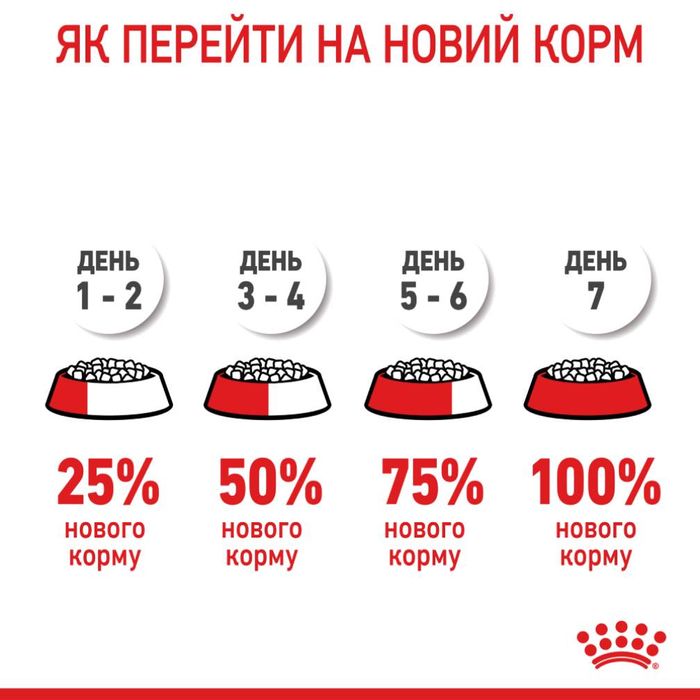 ЯК ПЕРЕЙТИ НА НОВИЙ КОРМ
ДЕНЬ
1 - 2
ДЕНЬ
3 - 4
ДЕНЬ
5 - 6
ДЕНЬ
7
25%
нового
корму
50%
нового
корму
75%
нового
корму
100%
нового
корму
®